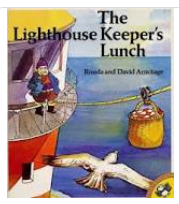 The
Lighthouse Keeper's
Lunch
Ronda and David Armitage